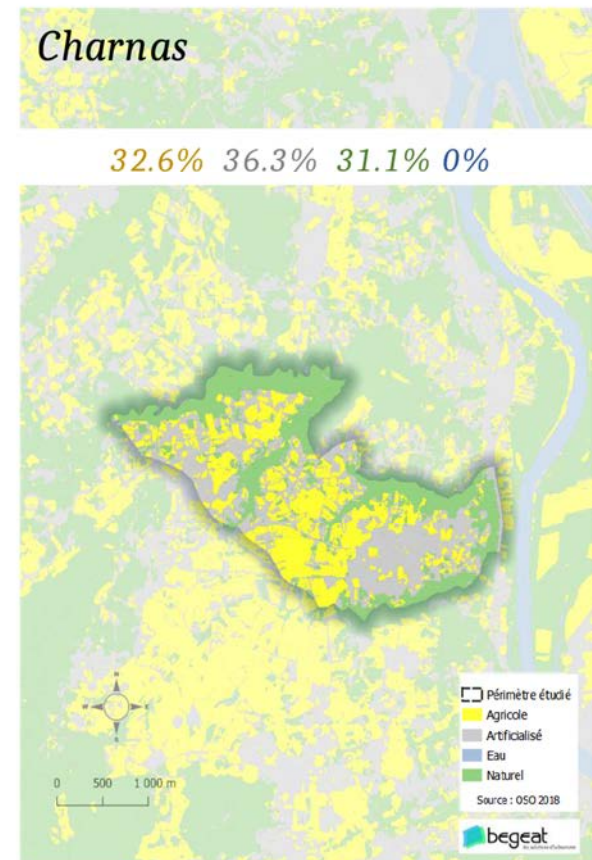 Charnas
32.6% 36.3% 31.1% 0%
N
W E
S
0 500 1 000 m
Périmètre étudié
Agricole
Artificialisé
Eau
Naturel
Source : OSO 2018
begeat